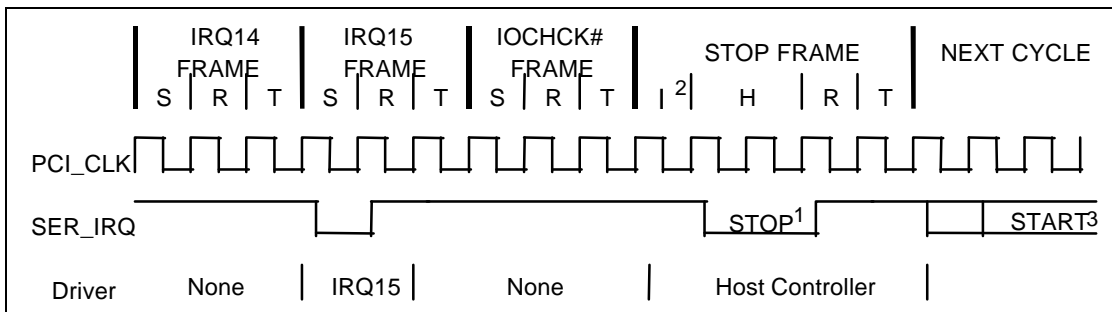 IRQ14 IRQ15 IOCHCK# STOP FRAME NEXT CYCLE
FRAME FRAME FRAME
S R T S R T S R T I 2 H R T
PCI_CLK
SER_IRQ STOP1 START3
Driver None IRQ15 None Host Controller